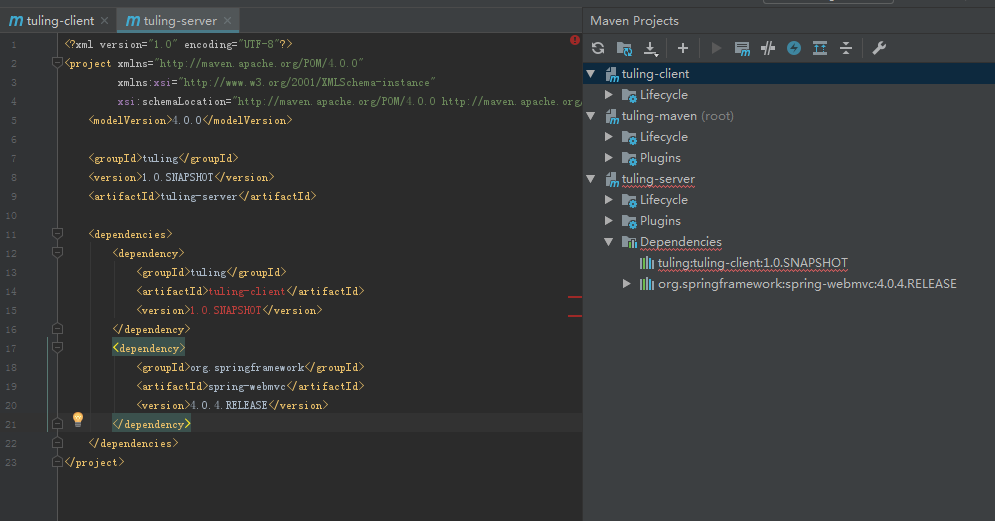 tuling-client
tuling-server
Maven Projects
1 <?xml version="1.0" encoding="UTF-8"?>
2 <project xmlns="http://maven.apache.org/POM/4.0.0"
3 xmlns:xsi="http://www.w3.org/2001/XMLSchema-instance"
4 xsi:schemaLocation="http://maven.apache.org/POM/4.0.0 http://maven.apache.org/
5 <modelVersion>4.0.0</modelVersion>
6
7 <groupId>tuling</groupId>
8 <version>1.0.SNAPSHOT</version>
9 <artifactId>tuling-server</artifactId>
10
11 <dependencies>
12 <dependency>
13 <groupId>tuling</groupId>
14 <artifactId>tuling-client</artifactId>
15 <version>1.0.SNAPSHOT</version>
16 </dependency>
17 <dependency>
18 <groupId>org.springframework</groupId>
19 <artifactId>spring-webmvc</artifactId>
20 <version>4.0.4.RELEASE</version>
21 </dependency>
22 </dependencies>
23 </project>
tuling-client
Lifecycle
tuling-maven (root)
Lifecycle
Plugins
tuling-server
Lifecycle
Plugins
Dependencies
tuling:tuling-client:1.0.SNAPSHOT
org.springframework:spring-webmvc:4.0.4.RELEASE